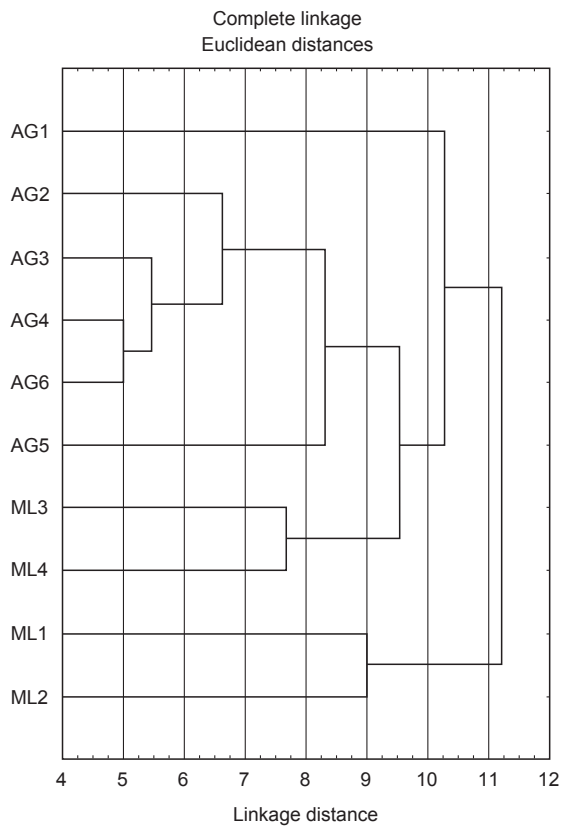 Complete linkage
Euclidean distances
AG1
AG2
AG3
AG4
AG6
AG5
ML3
ML4
ML1
ML2
4 5 6 7 8 9 10 11 12
Linkage distance